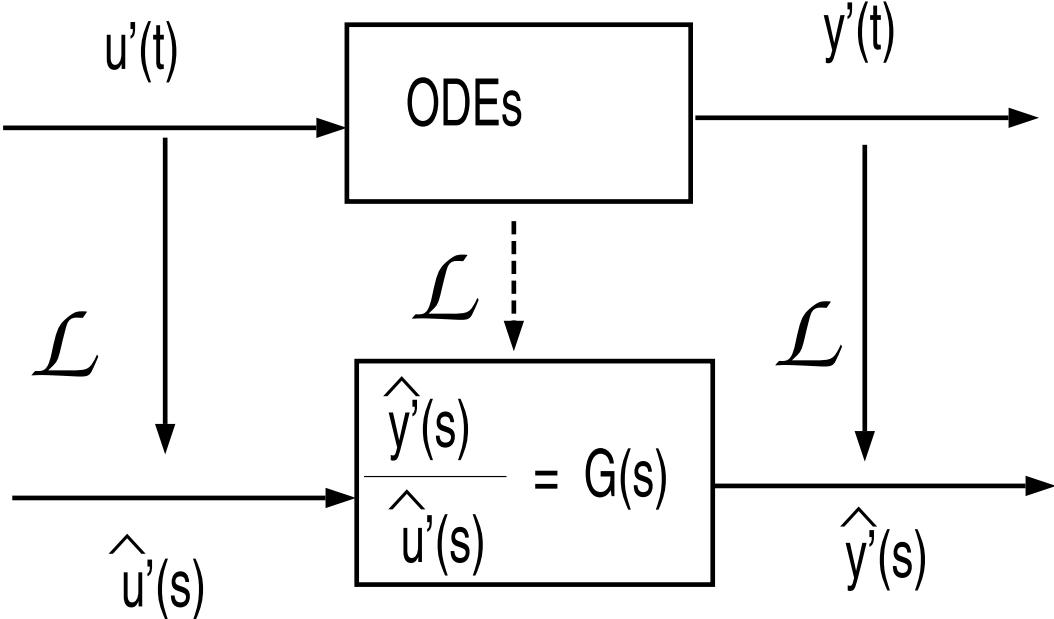 u'(t)
ODEs
y'(t)
ℒ
ℒ
ℒ
ŷ'(s)
û'(s)
= G(s)
û'(s)
ŷ'(s)